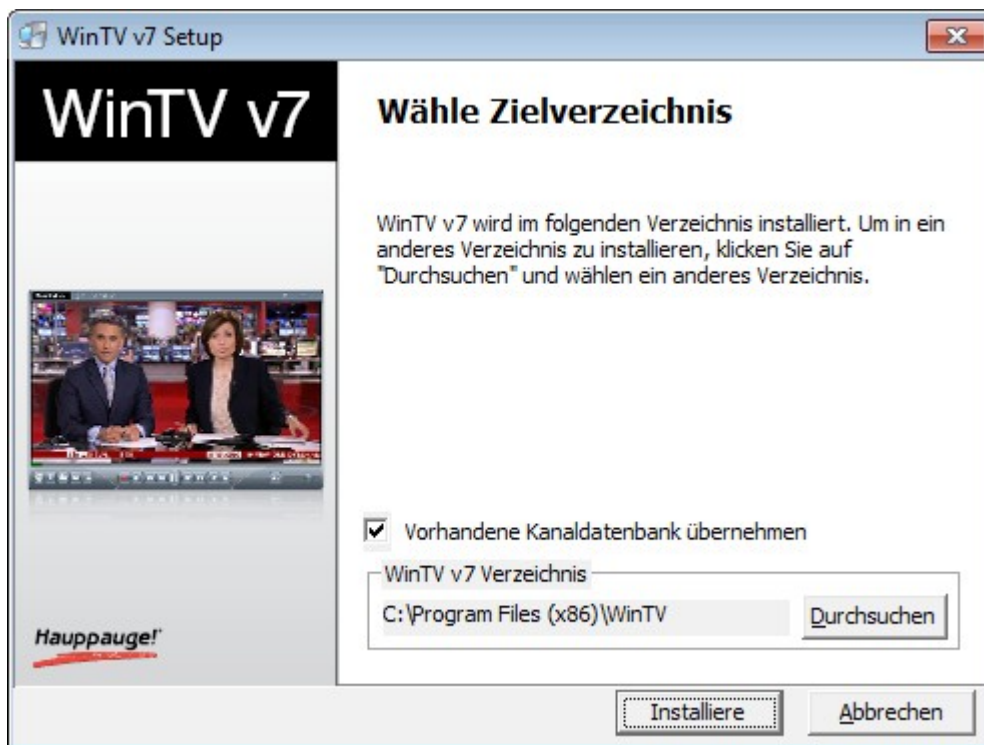 WinTV v7 Setup
WinTV v7
Wähle Zielverzeichnis
WinTV v7 wird im folgenden Verzeichnis installiert. Um in ein
anderes Verzeichnis zu installieren, klicken Sie auf
"Durchsuchen" und wählen ein anderes Verzeichnis.
Vorhandene Kanaldatenbank übernehmen
WinTV v7 Verzeichnis
C:\Program Files (x86)\WinTV
Durchsuchen
Hauppauge!
Installiere
Abbrechen